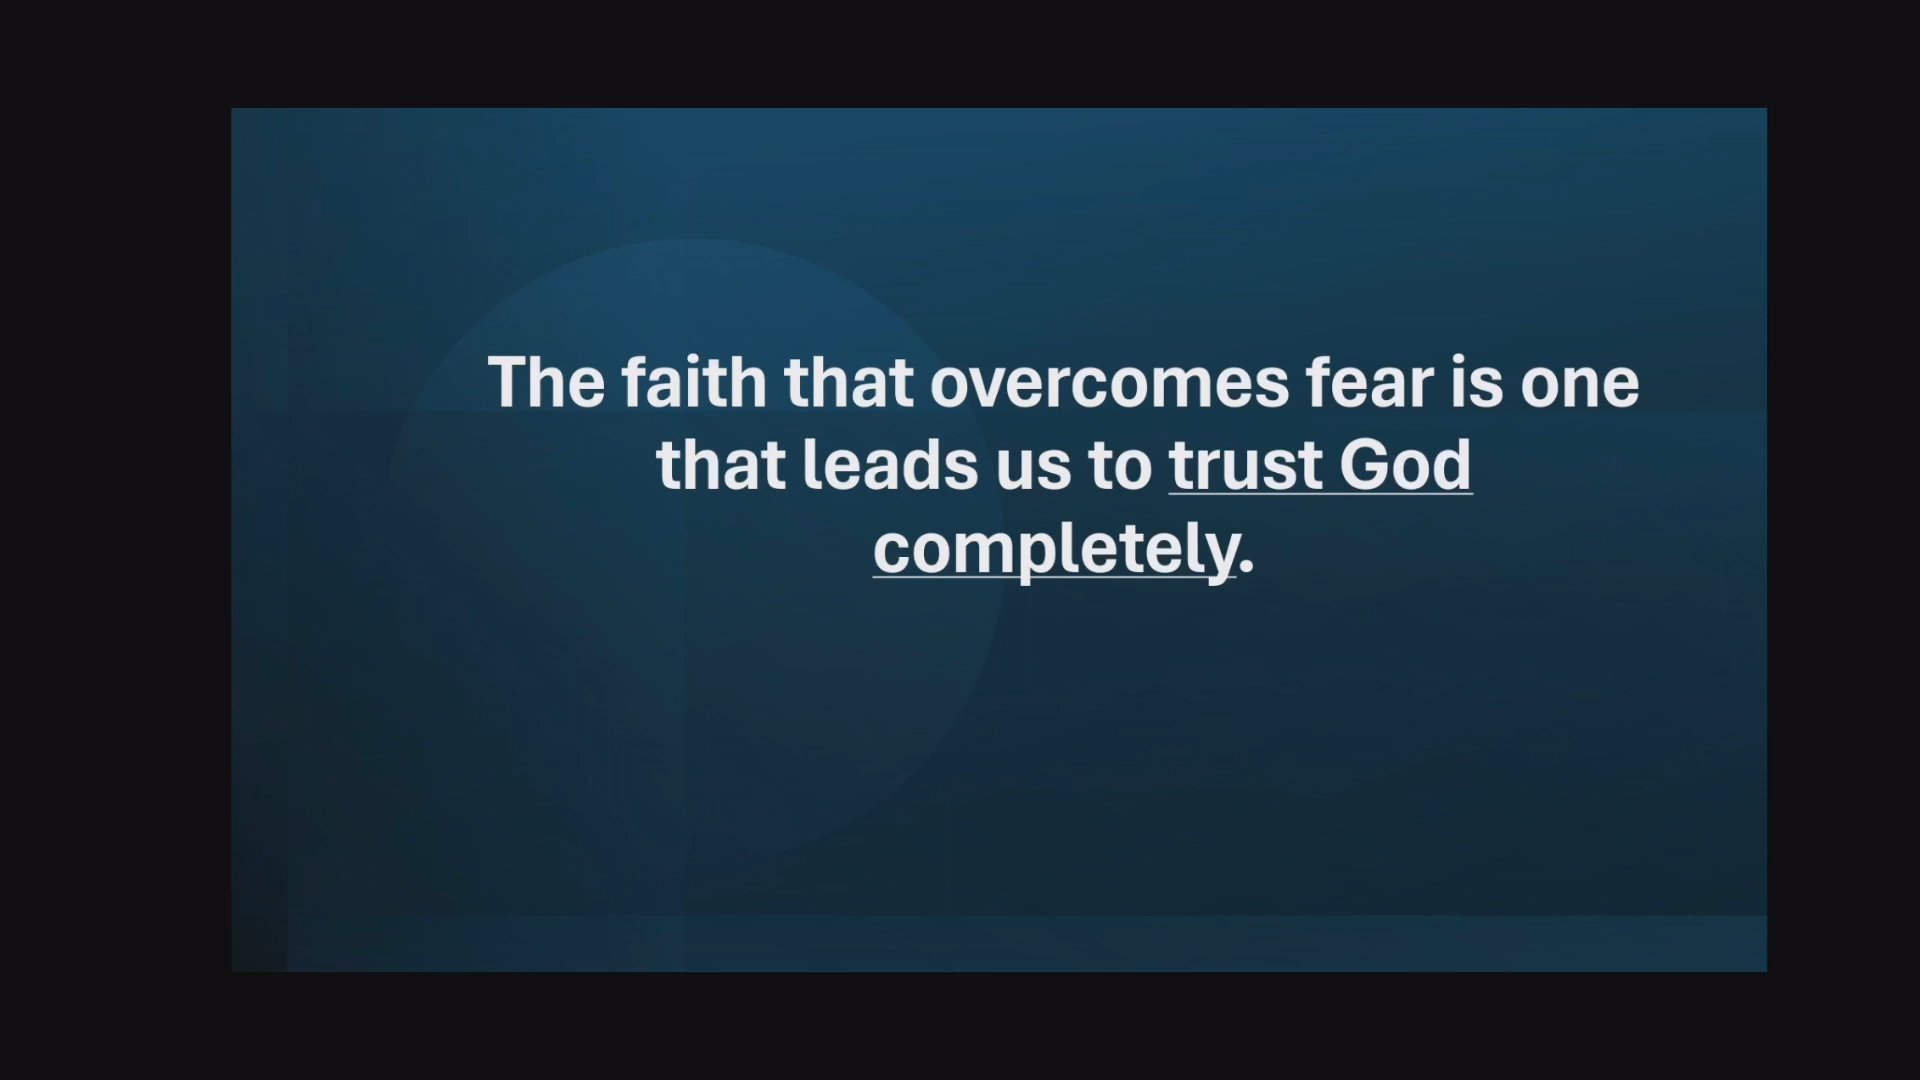 The faith that overcomes fear is one
that leads us to trust God
completely.